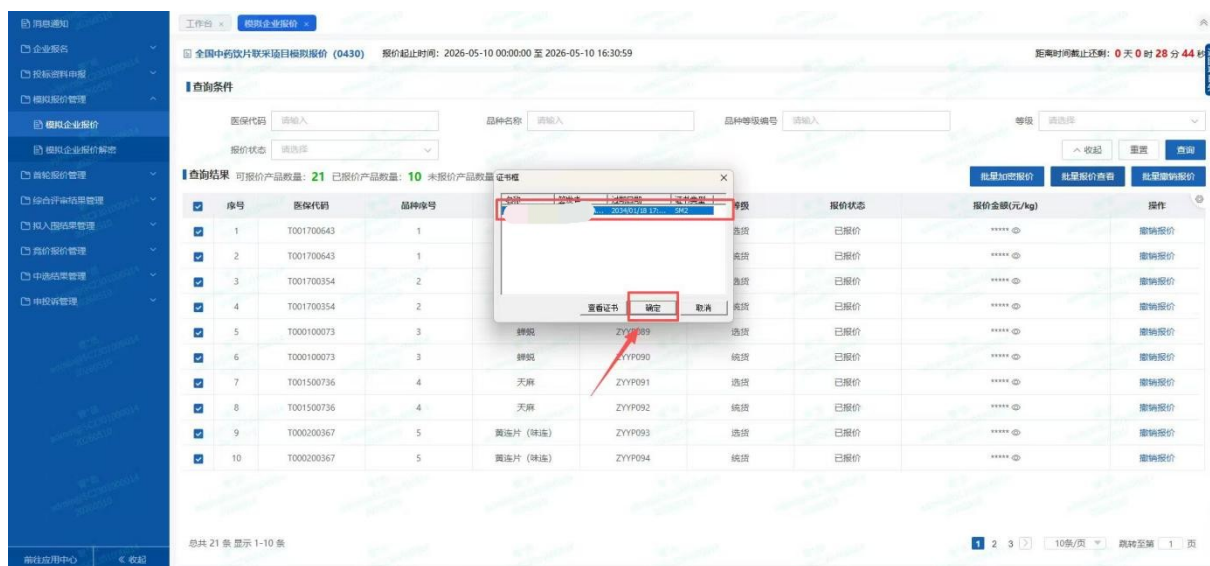 消息通知
企业报名
投标资料申报
模拟报价管理
模拟企业报价
模拟企业报价解密
首轮报价管理
综合评审结果管理
拟入围结果管理
竞价报价管理
中选结果管理
申投诉管理
前往应用中心 《 收起
工作台 × 模拟企业报价 ×
全国中药饮片联采项目模拟报价（0430） 报价起止时间：2026-05-10 00:00:00 至 2026-05-10 16:30:59 距离时间截止还剩：0 天 0 时 28 分 44 秒
查询条件
医保代码 请输入 品种名称 请输入 品种等级编号 请输入 等级 请选择
报价状态 请选择 收起 重置 查询
查询结果 可报价产品数量：21 已报价产品数量：10 未报价产品数量 批量加密报价 批量报价查看 批量撤销报价
证书框 ×
名称 颁发者 过期日期 证书类型
... 2034/01/18 17:... SM2
查看证书 确定 取消
序号 医保代码 品种序号 等级 报价状态 报价金额(元/kg) 操作
1 T001700643 1 选货 已报价 ***** 撤销报价
2 T001700643 1 统货 已报价 ***** 撤销报价
3 T001700354 2 选货 已报价 ***** 撤销报价
4 T001700354 2 统货 已报价 ***** 撤销报价
5 T000100073 3 蝉蜕 ZYYP089 选货 已报价 ***** 撤销报价
6 T000100073 3 蝉蜕 ZYYP090 统货 已报价 ***** 撤销报价
7 T001500736 4 天麻 ZYYP091 选货 已报价 ***** 撤销报价
8 T001500736 4 天麻 ZYYP092 统货 已报价 ***** 撤销报价
9 T000200367 5 黄连片（味连） ZYYP093 选货 已报价 ***** 撤销报价
10 T000200367 5 黄连片（味连） ZYYP094 统货 已报价 ***** 撤销报价
总共 21 条 显示 1-10 条 1 2 3 > 10条/页 跳转至第 1 页